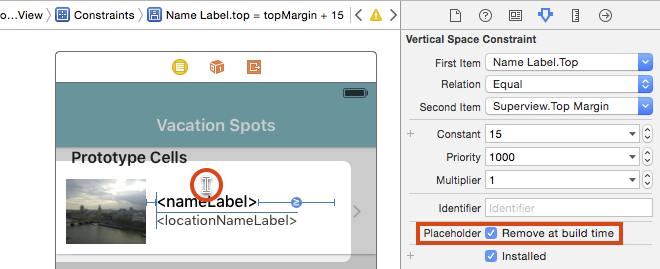 o...View
Constraints
Name Label.top = topMargin + 15
Vacation Spots
Prototype Cells
<nameLabel>
<locationNameLabel>
Vertical Space Constraint
First Item Name Label.Top
Relation Equal
Second Item Superview.Top Margin
+ Constant 15
Priority 1000
Multiplier 1
Identifier Identifier
Placeholder Remove at build time
+ Installed